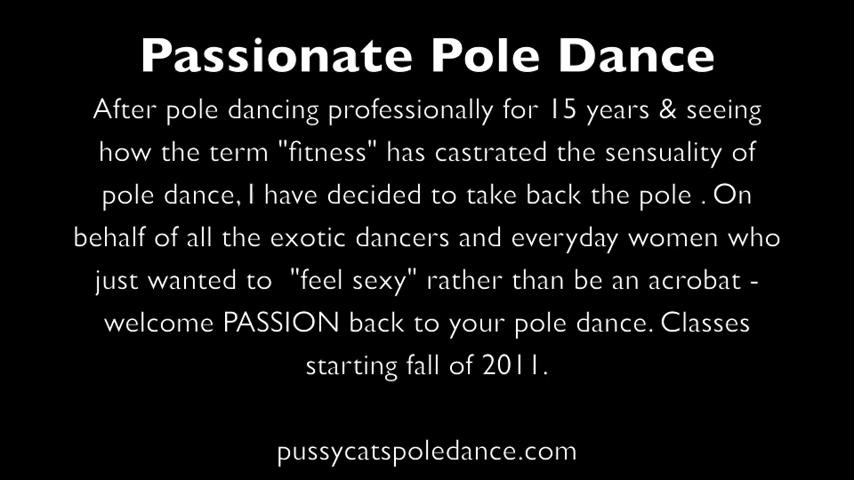 Passionate Pole Dance
After pole dancing professionally for 15 years & seeing
how the term "fitness" has castrated the sensuality of
pole dance, I have decided to take back the pole . On
behalf of all the exotic dancers and everyday women who
just wanted to  "feel sexy" rather than be an acrobat -
welcome PASSION back to your pole dance. Classes
starting fall of 2011.
pussycatspoledance.com